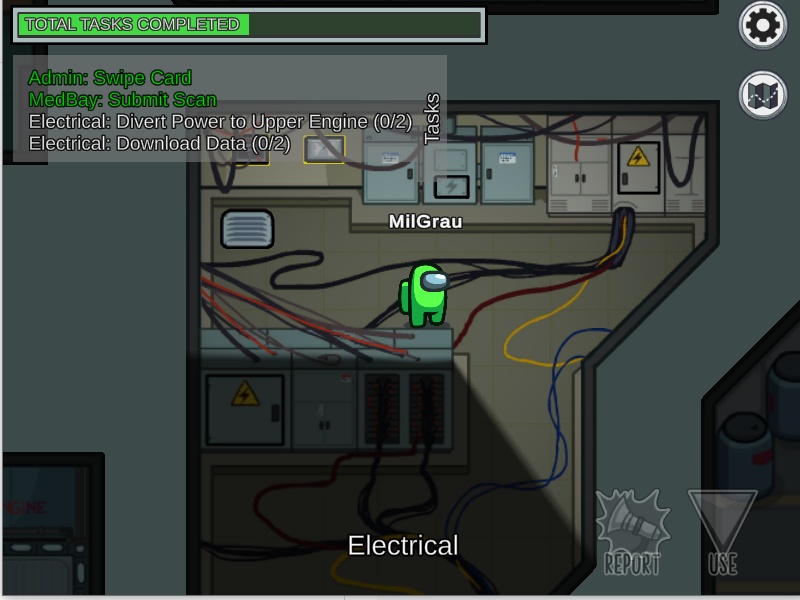 TOTAL TASKS COMPLETED
Admin: Swipe Card
MedBay: Submit Scan
Electrical: Divert Power to Upper Engine (0/2)
Electrical: Download Data (0/2)
Tasks
MilGrau
ENGINE
Electrical
REPORT
USE